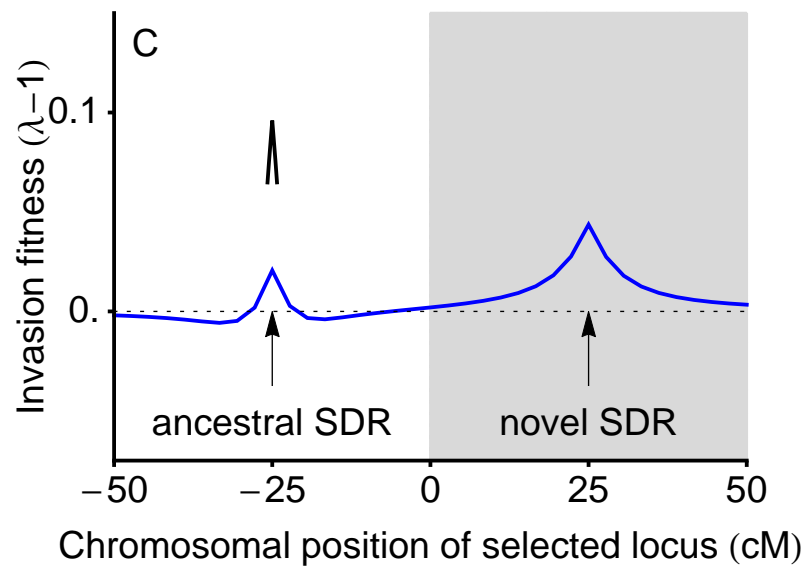 C
Invasion fitness (λ−1)
0.1
0.
ancestral SDR
novel SDR
−50
−25
0
25
50
Chromosomal position of selected locus (cM)